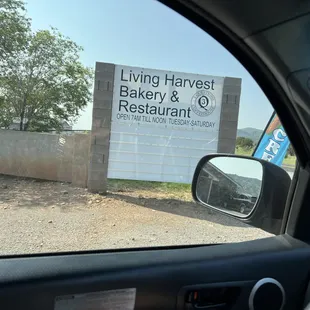 Living Harvest
Bakery &
Restaurant
OPEN 7AM TILL NOON TUESDAY-SATURDAY